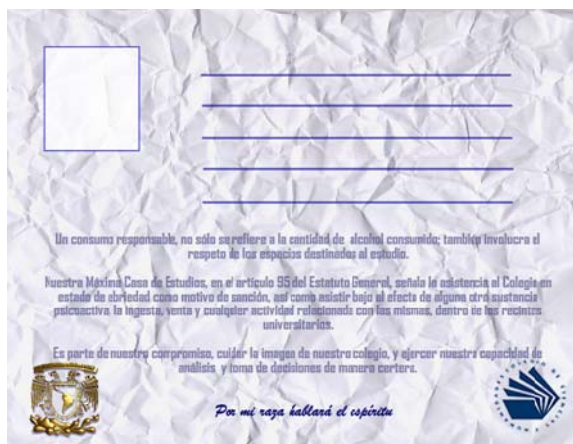 Un consumo responsable, no sólo se refiere a la cantidad de alcohol consumido; también involucra el
respeto de los espacios destinados al estudio.
Nuestra Máxima Casa de Estudios, en el artículo 95 del Estatuto General, señala la asistencia al Colegio en
estado de ebriedad como motivo de sanción, así como asistir bajo el efecto de alguna otra sustancia
psicoactiva, la ingesta, venta y cualquier actividad relacionada con las mismas, dentro de los recintos
universitarios.
Es parte de nuestro compromiso, cuidar la imagen de nuestro colegio, y ejercer nuestra capacidad de
análisis y toma de decisiones de manera certera.
Por mi raza hablará el espíritu